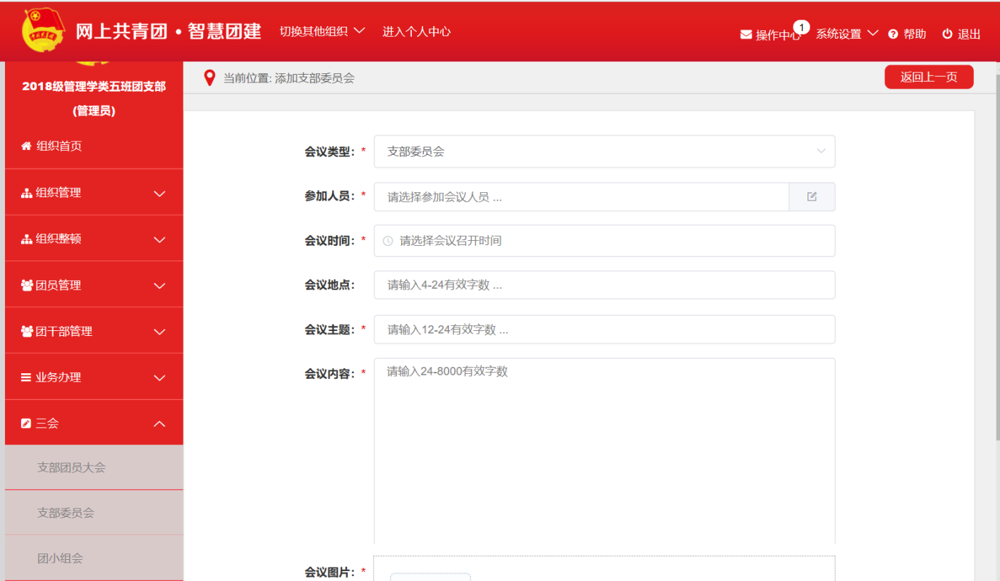 网上共青团·智慧团建 切换其他组织 进入个人中心 操作中心 1 系统设置 帮助 退出
2018级管理学类五班团支部
(管理员)
组织首页
组织管理
组织整顿
团员管理
团干部管理
业务办理
三会
支部团员大会
支部委员会
团小组会
当前位置: 添加支部委员会 返回上一页
会议类型：* 支部委员会
参加人员：* 请选择参加会议人员 ...
会议时间：* 请选择会议召开时间
会议地点： 请输入4-24有效字数 ...
会议主题：* 请输入12-24有效字数 ...
会议内容：* 请输入24-8000有效字数
会议图片：*